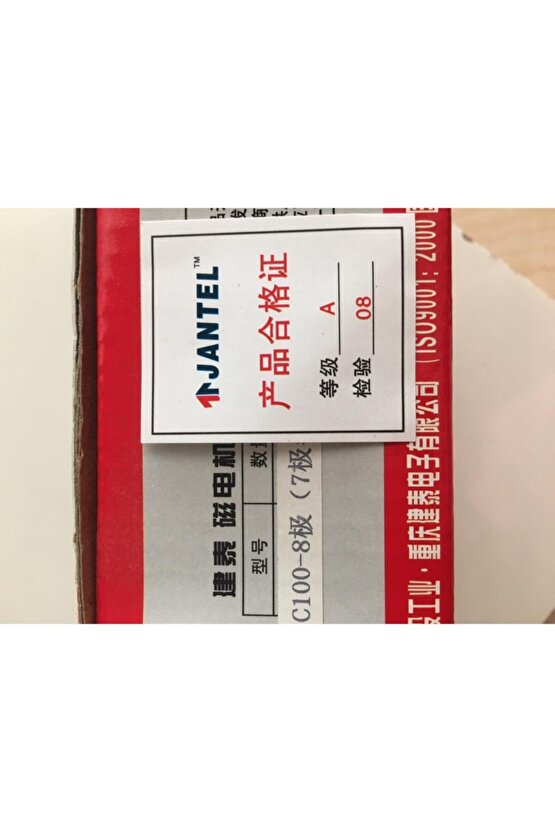 JANTEL™
产品合格证
等级 A
检验 08
建泰 磁电机
型号 数
C100-8极（7极
工业·重庆建泰电子有限公司（ISO9001：2000